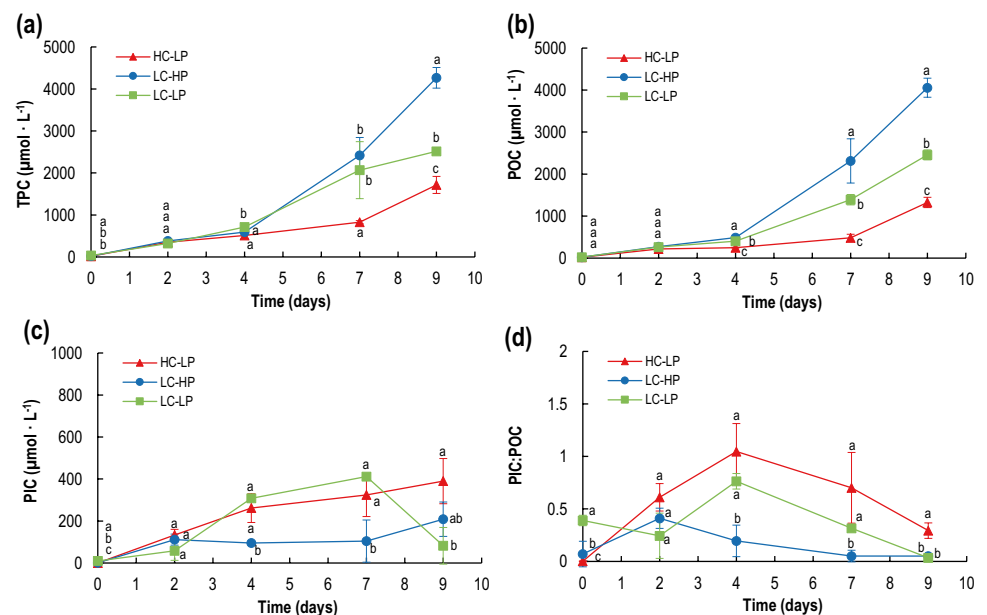 (a)
TPC (µmol · L-1)
5000
4000
3000
2000
1000
0
HC-LP
LC-HP
LC-LP
a
b
b
a
a
a
b
a
a
b
b
a
a
b
c
0 1 2 3 4 5 6 7 8 9 10
Time (days)
(b)
POC (µmol · L-1)
5000
4000
3000
2000
1000
0
HC-LP
LC-HP
LC-LP
a
a
a
a
a
a
a
b
c
a
b
c
a
b
c
0 1 2 3 4 5 6 7 8 9 10
Time (days)
(c)
PIC (µmol · L-1)
1000
800
600
400
200
0
HC-LP
LC-HP
LC-LP
a
b
c
a
a
a
a
a
b
a
a
b
a
ab
b
0 1 2 3 4 5 6 7 8 9 10
Time (days)
(d)
PIC:POC
2
1.5
1
0.5
0
HC-LP
LC-HP
LC-LP
a
b
c
a
a
a
a
a
b
a
a
b
a
b
b
0 1 2 3 4 5 6 7 8 9 10
Time (days)